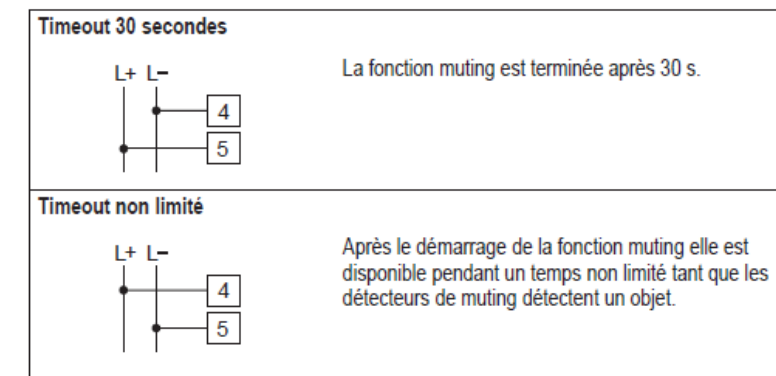 Timeout 30 secondes
L+ L–
La fonction muting est terminée après 30 s.
4
5
Timeout non limité
L+ L–
Après le démarrage de la fonction muting elle est
disponible pendant un temps non limité tant que les
détecteurs de muting détectent un objet.
4
5